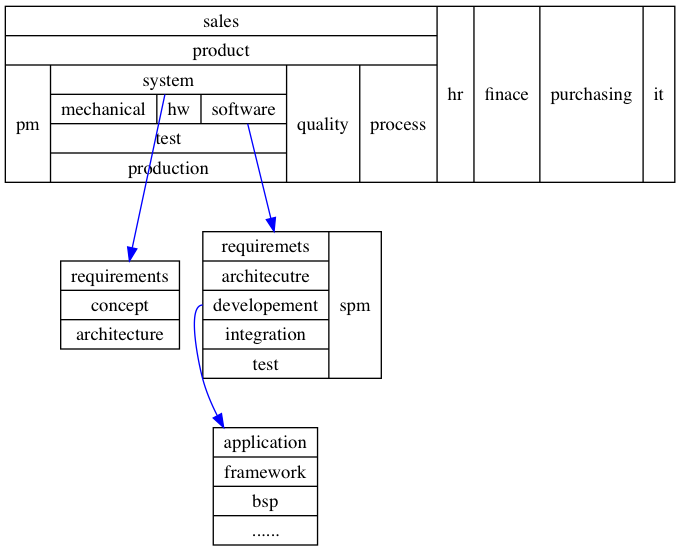 sales
product
pm
system
mechanical hw software
test
production
quality
process
hr
finace
purchasing
it
requirements
concept
architecture
requiremets
architecutre
developement
integration
test
spm
application
framework
bsp
......